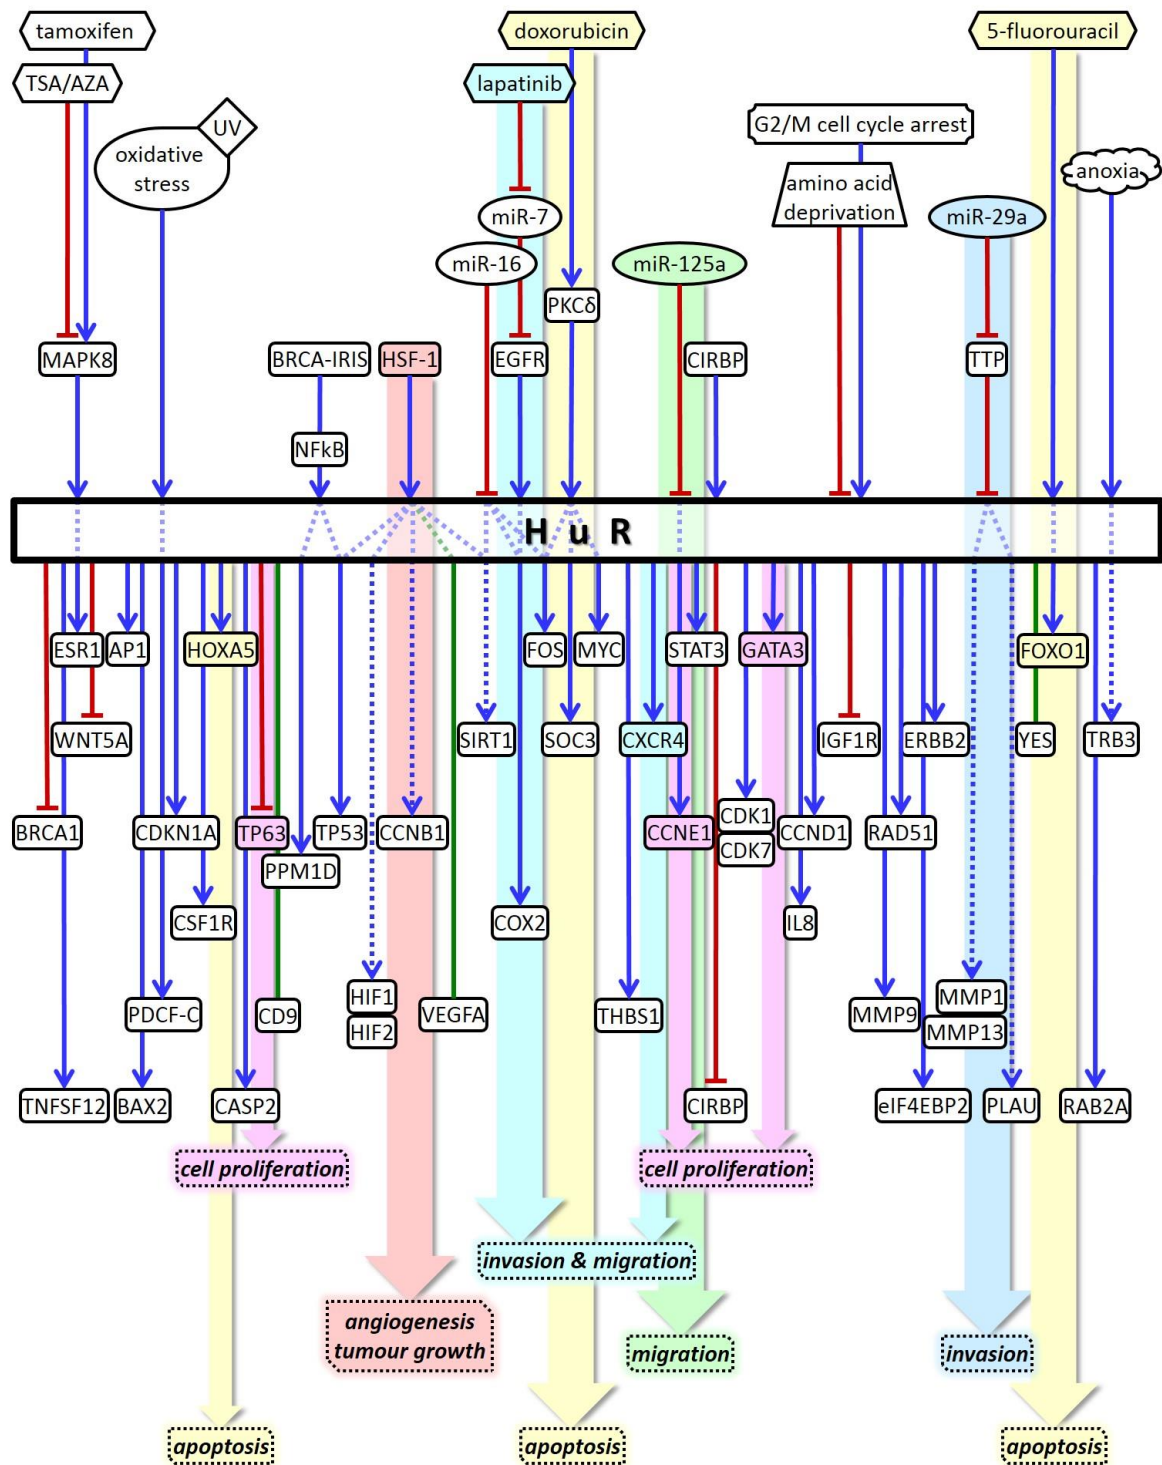 tamoxifen
doxorubicin
5-fluorouracil
TSA/AZA
lapatinib
UV
G2/M cell cycle arrest
oxidative
stress
anoxia
amino acid
deprivation
miR-7
miR-29a
miR-16
miR-125a
PKCδ
MAPK8
BRCA-IRIS
HSF-1
EGFR
CIRBP
TTP
NFkB
H u R
ESR1
AP1
HOXA5
FOS
MYC
STAT3
GATA3
FOXO1
WNT5A
SIRT1
SOC3
CXCR4
IGF1R
ERBB2
YES
TRB3
BRCA1
CDKN1A
TP63
TP53
CCNB1
CCNE1
CDK1
CDK7
CCND1
RAD51
PPM1D
CSF1R
COX2
IL8
PDCF-C
CD9
HIF1
HIF2
VEGFA
THBS1
MMP9
MMP1
MMP13
TNFSF12
BAX2
CASP2
CIRBP
eIF4EBP2
PLAU
RAB2A
cell proliferation
cell proliferation
invasion & migration
angiogenesis
tumour growth
migration
invasion
apoptosis
apoptosis
apoptosis